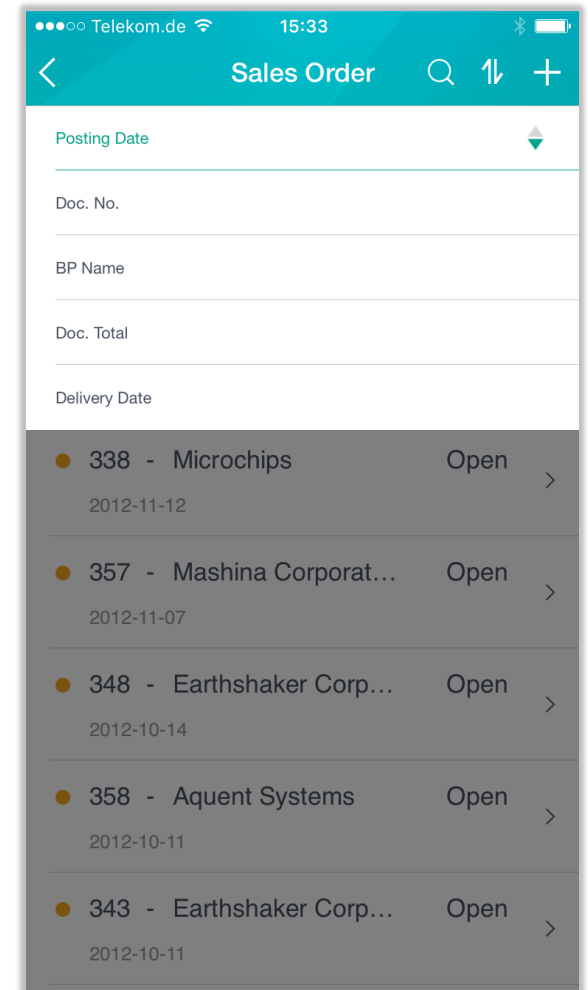 Telekom.de 15:33
Sales Order
Posting Date
Doc. No.
BP Name
Doc. Total
Delivery Date
338 - Microchips Open
2012-11-12
357 - Mashina Corporat... Open
2012-11-07
348 - Earthshaker Corp... Open
2012-10-14
358 - Aquent Systems Open
2012-10-11
343 - Earthshaker Corp... Open
2012-10-11